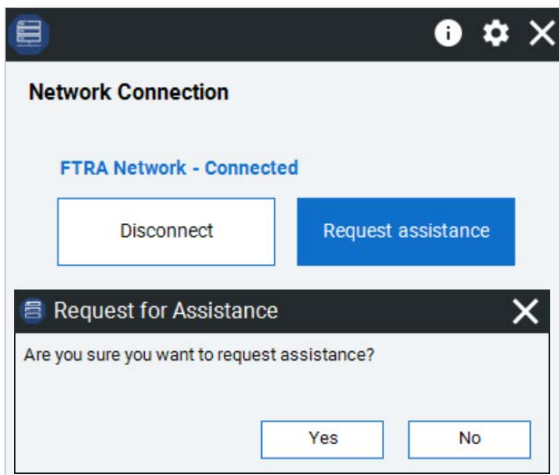 Network Connection
FTRA Network - Connected
Disconnect
Request assistance
Request for Assistance
Are you sure you want to request assistance?
Yes
No